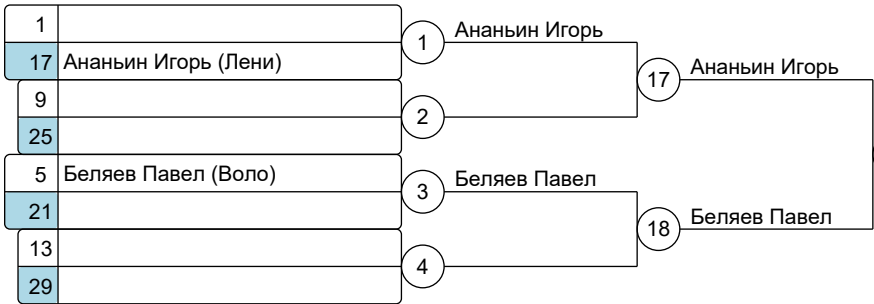 1
17 Ананьин Игорь (Лени)
9
25
5 Беляев Павел (Воло)
21
13
29
1 Ананьин Игорь
2
3 Беляев Павел
4
17 Ананьин Игорь
18 Беляев Павел